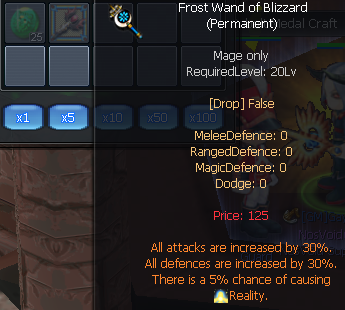 Frost Wand of Blizzard
(Permanent)
Medal Craft
25
Mage only
RequiredLevel: 20Lv
[Drop] False
x1
x5
x10
x50
x100
MeleeDefence: 0
RangedDefence: 0
MagicDefence: 0
Dodge: 0
Price: 125
All attacks are increased by 30%.
All defences are increased by 30%.
There is a 5% chance of causing
Reality.